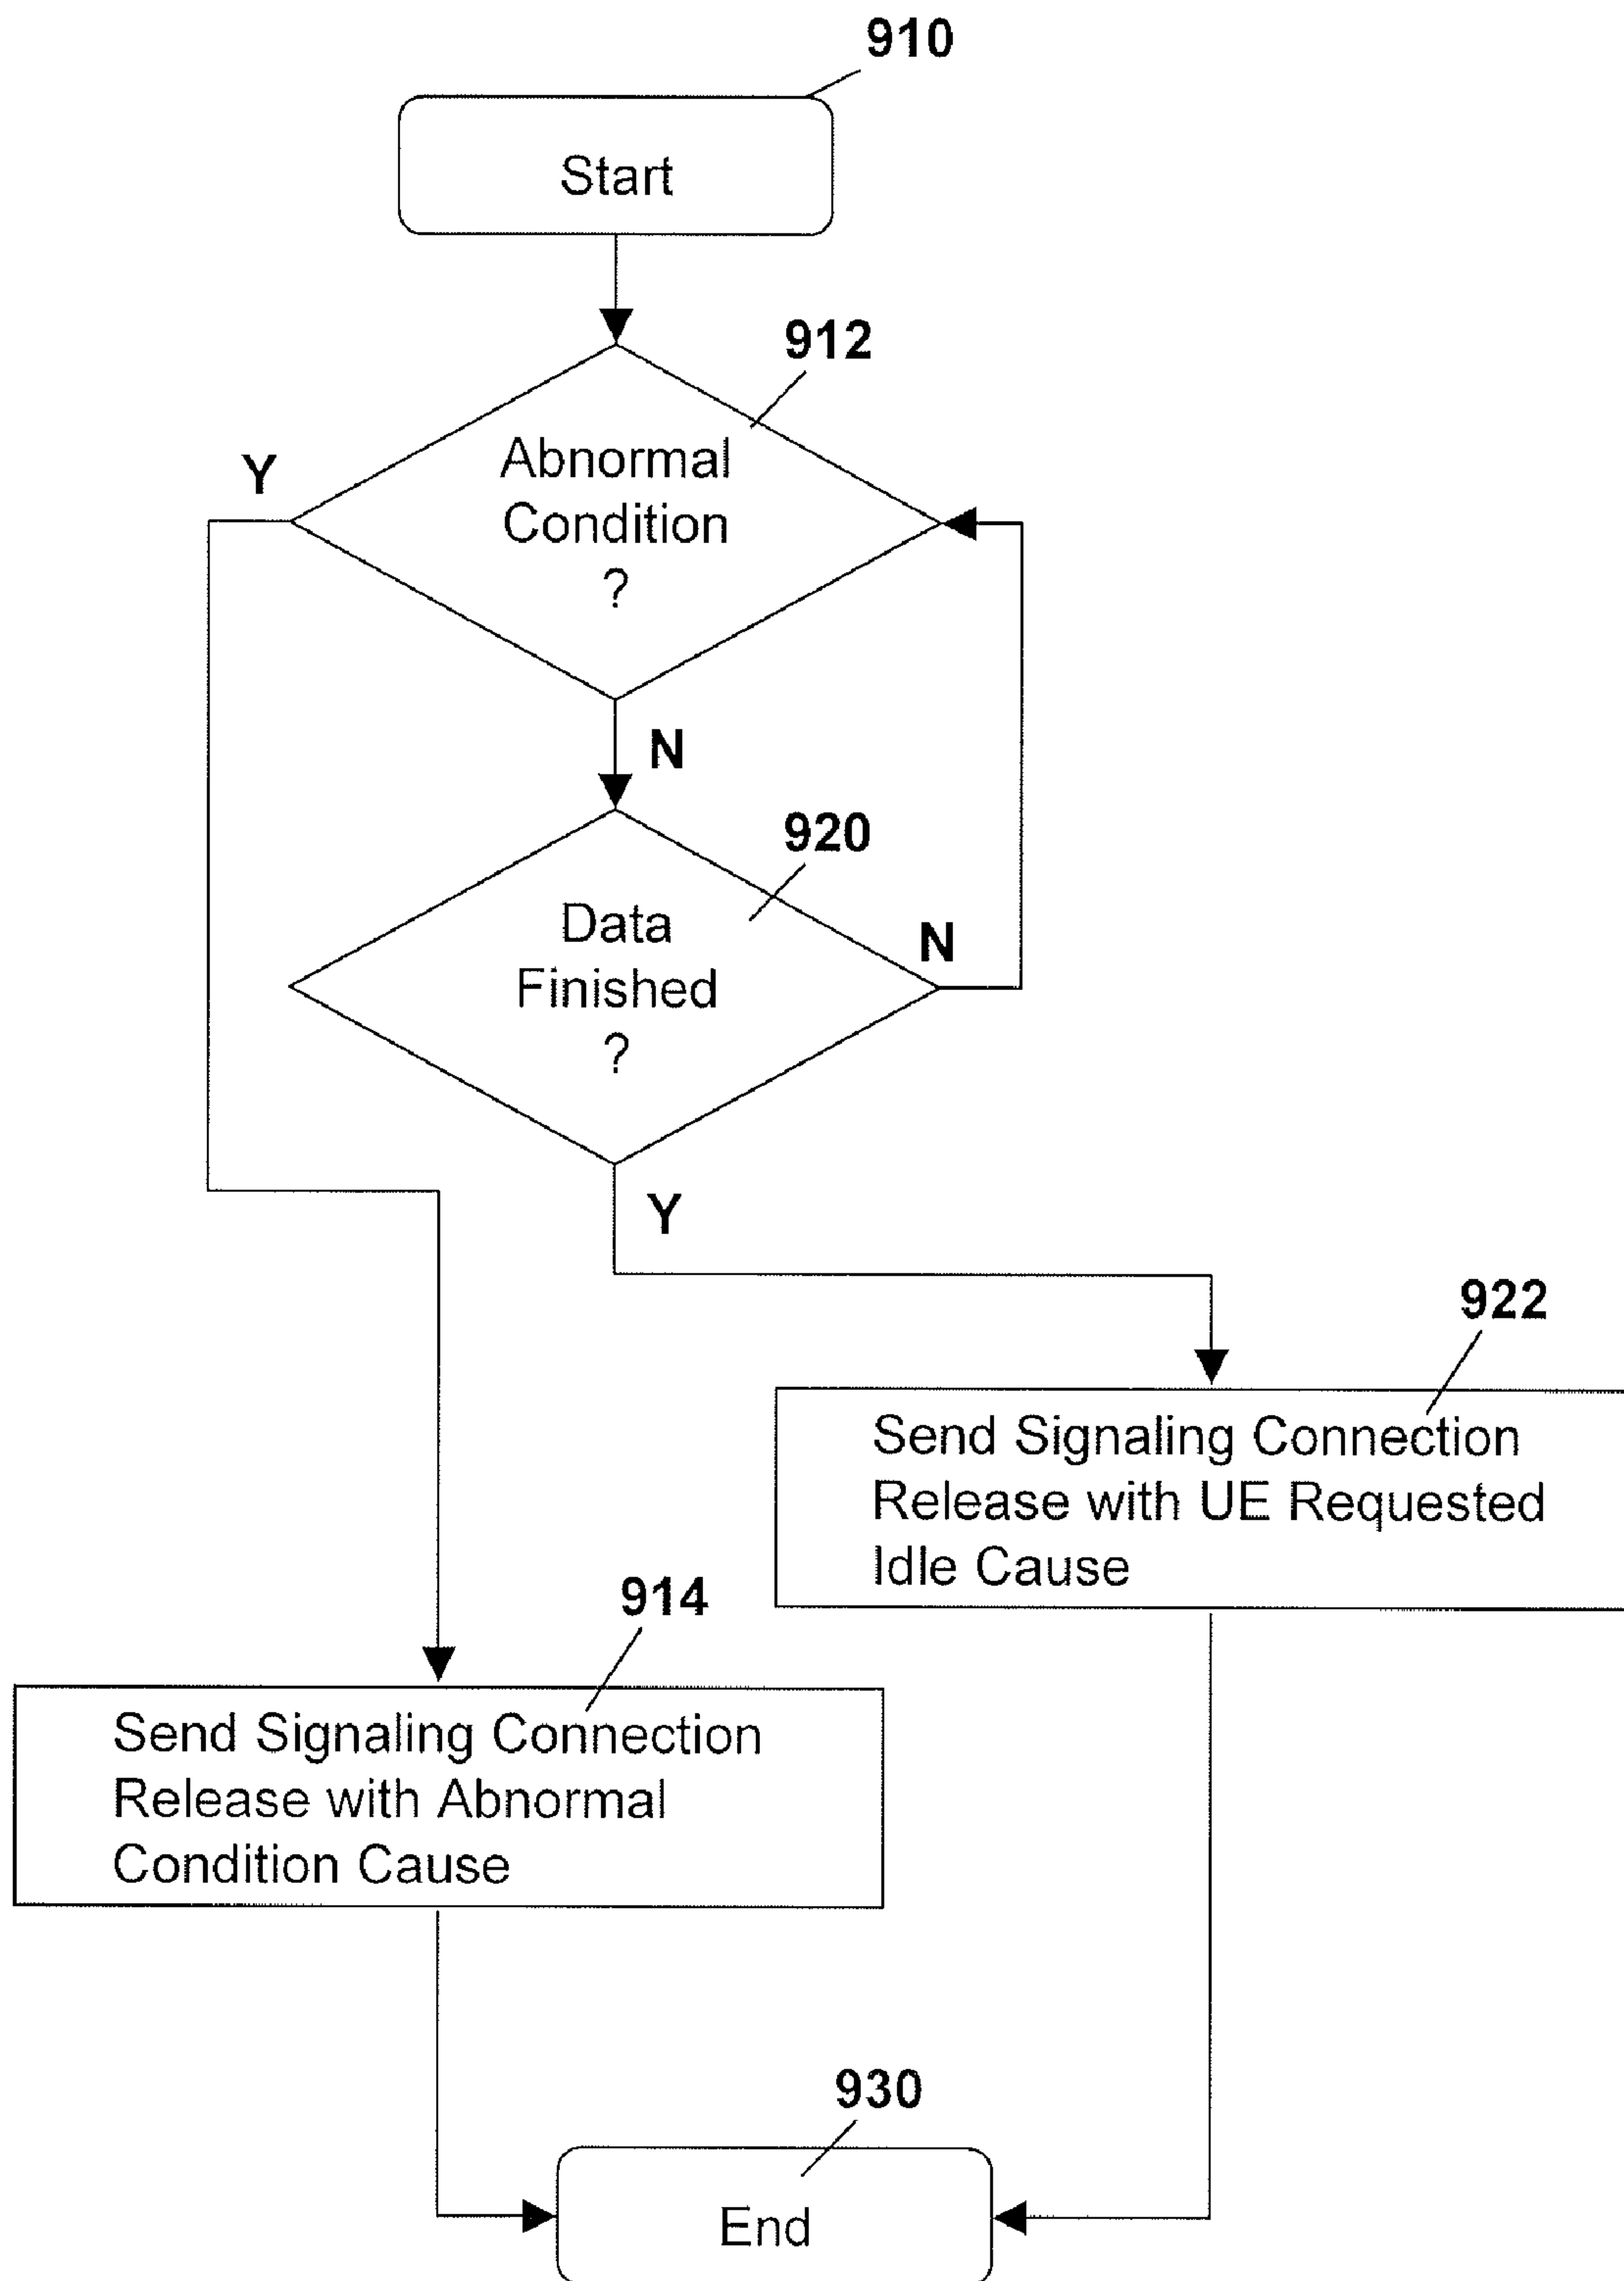 910
Start
912
Abnormal
Condition
?
Y
N
920
Data
Finished
?
N
Y
922
Send Signaling Connection
Release with UE Requested
Idle Cause
914
Send Signaling Connection
Release with Abnormal
Condition Cause
930
End